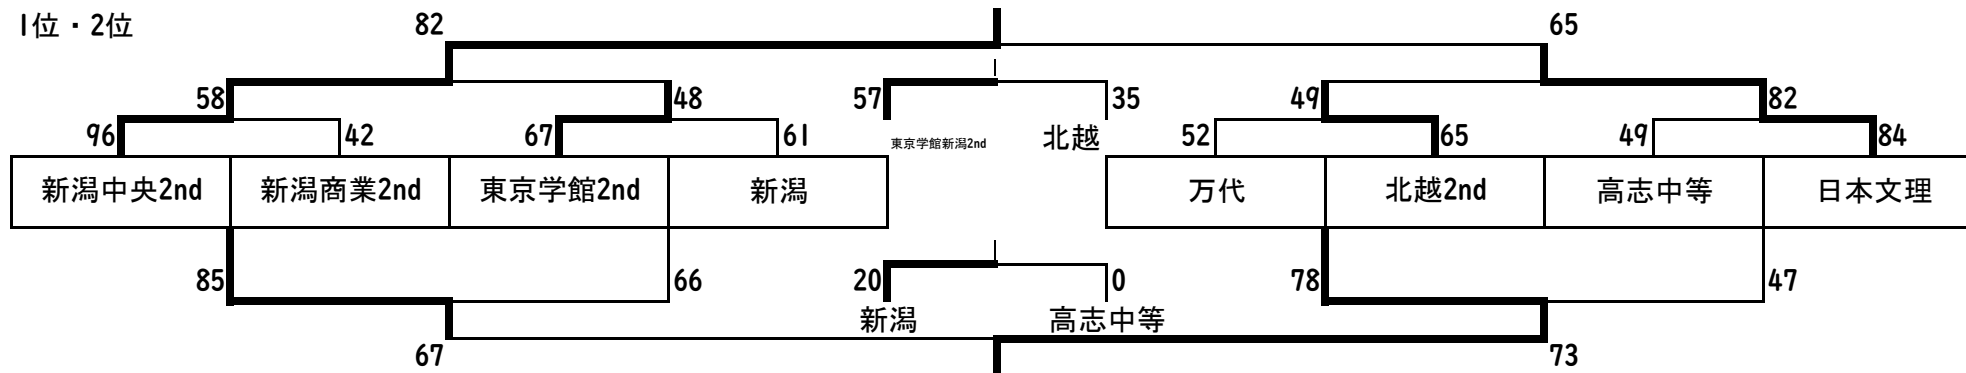 1位・2位 82 65
58 48 57 35 49 82
96 42 67 61 東京学館新潟2nd 北越 52 65 49 84
新潟中央2nd 新潟商業2nd 東京学館2nd 新潟 万代 北越2nd 高志中等 日本文理
85 66 20 0 78 47
新潟 高志中等
67 73